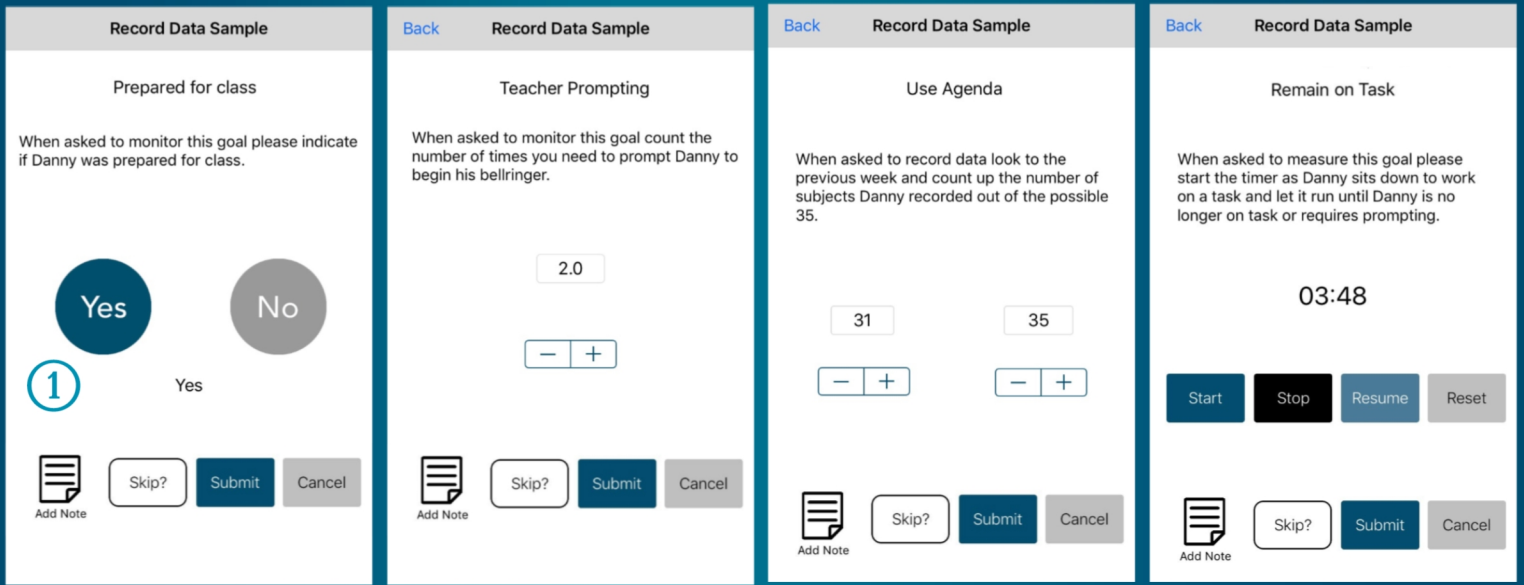 Record Data Sample
Prepared for class
When asked to monitor this goal please indicate
if Danny was prepared for class.
Yes
No
1
Yes
Add Note
Skip?
Submit
Cancel
Back
Record Data Sample
Teacher Prompting
When asked to monitor this goal count the
number of times you need to prompt Danny to
begin his bellringer.
2.0
− +
Add Note
Skip?
Submit
Cancel
Back
Record Data Sample
Use Agenda
When asked to record data look to the
previous week and count up the number of
subjects Danny recorded out of the possible
35.
31
35
− +
− +
Add Note
Skip?
Submit
Cancel
Back
Record Data Sample
Remain on Task
When asked to measure this goal please
start the timer as Danny sits down to work
on a task and let it run until Danny is no
longer on task or requires prompting.
03:48
Start
Stop
Resume
Reset
Add Note
Skip?
Submit
Cancel